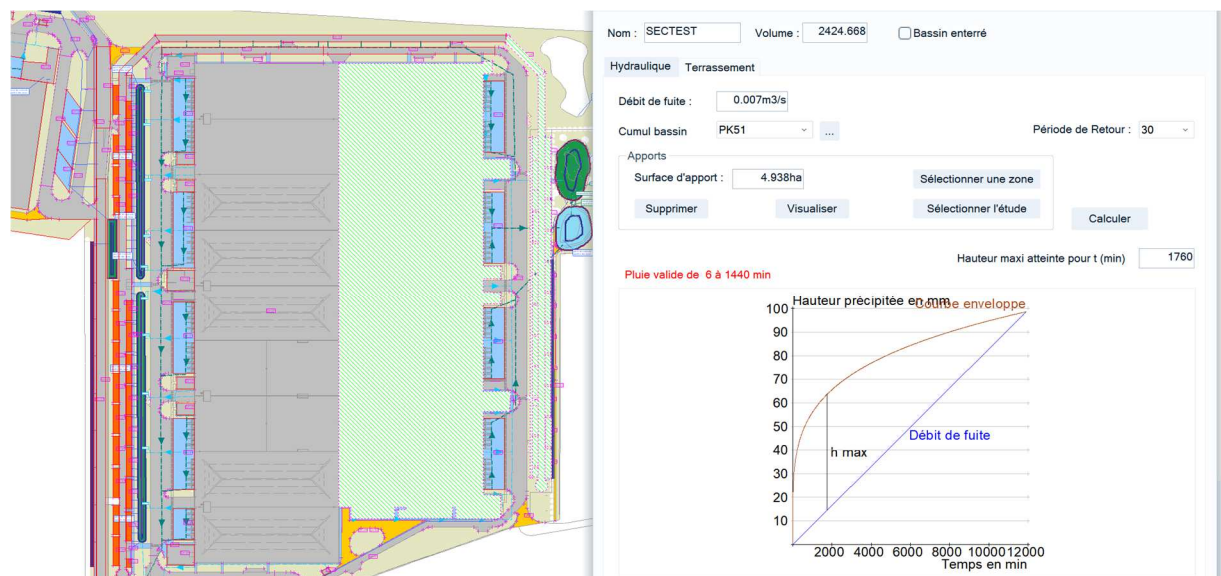 Nom : SECTEST Volume : 2424.668 Bassin enterré
Hydraulique Terrassement
Débit de fuite : 0.007m3/s
Cumul bassin PK51 ... Période de Retour : 30
Apports
Surface d'apport : 4.938ha Sélectionner une zone
Supprimer Visualiser Sélectionner l'étude
Calculer
Hauteur maxi atteinte pour t (min) 1760
Pluie valide de 6 à 1440 min
Hauteur précipitée en mm
Courbe enveloppe
100
90
80
70
60
50
40
30
20
10
Débit de fuite
h max
2000 4000 6000 8000 10000 12000
Temps en min